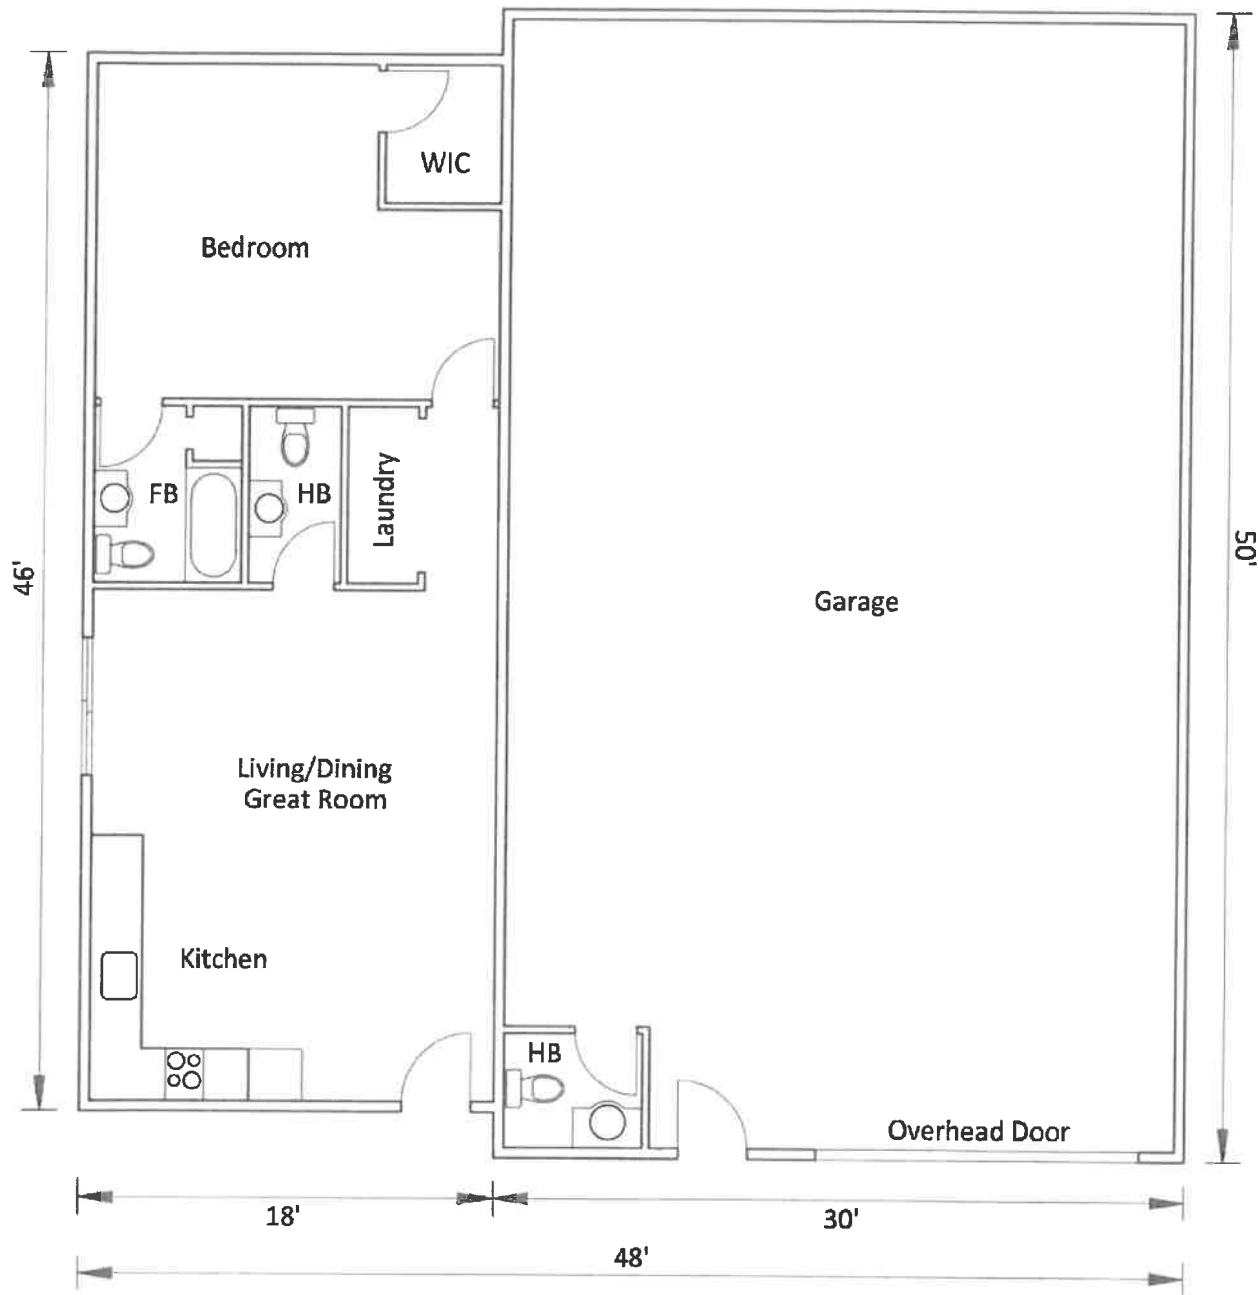 WIC
Bedroom
FB
HB
Laundry
46'
50'
Garage
Living/Dining
Great Room
Kitchen
HB
Overhead Door
18'
30'
48'